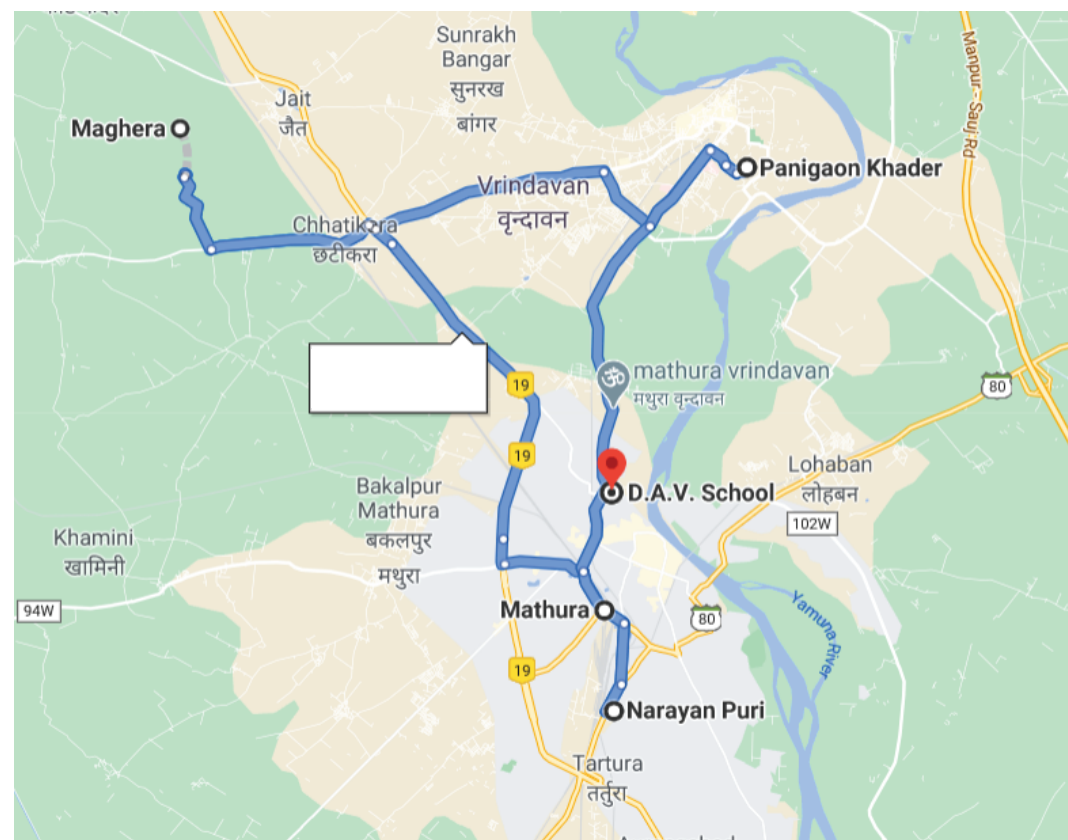 Sunrakh
Bangar
सुनरख
बांगर
Jait
जैत
Maghera
Manpur - Sauj Rd
Panigaon Khader
Vrindavan
वृन्दावन
Chhatikara
छटीकरा
19
mathura vrindavan
मथुरा वृन्दावन
80
19
Lohaban
लोहबन
D.A.V. School
102W
Bakalpur
Mathura
बकलपुर
मथुरा
Khamini
खामिनी
94W
Mathura
80
Yamuna River
19
Narayan Puri
Tartura
तर्तुरा